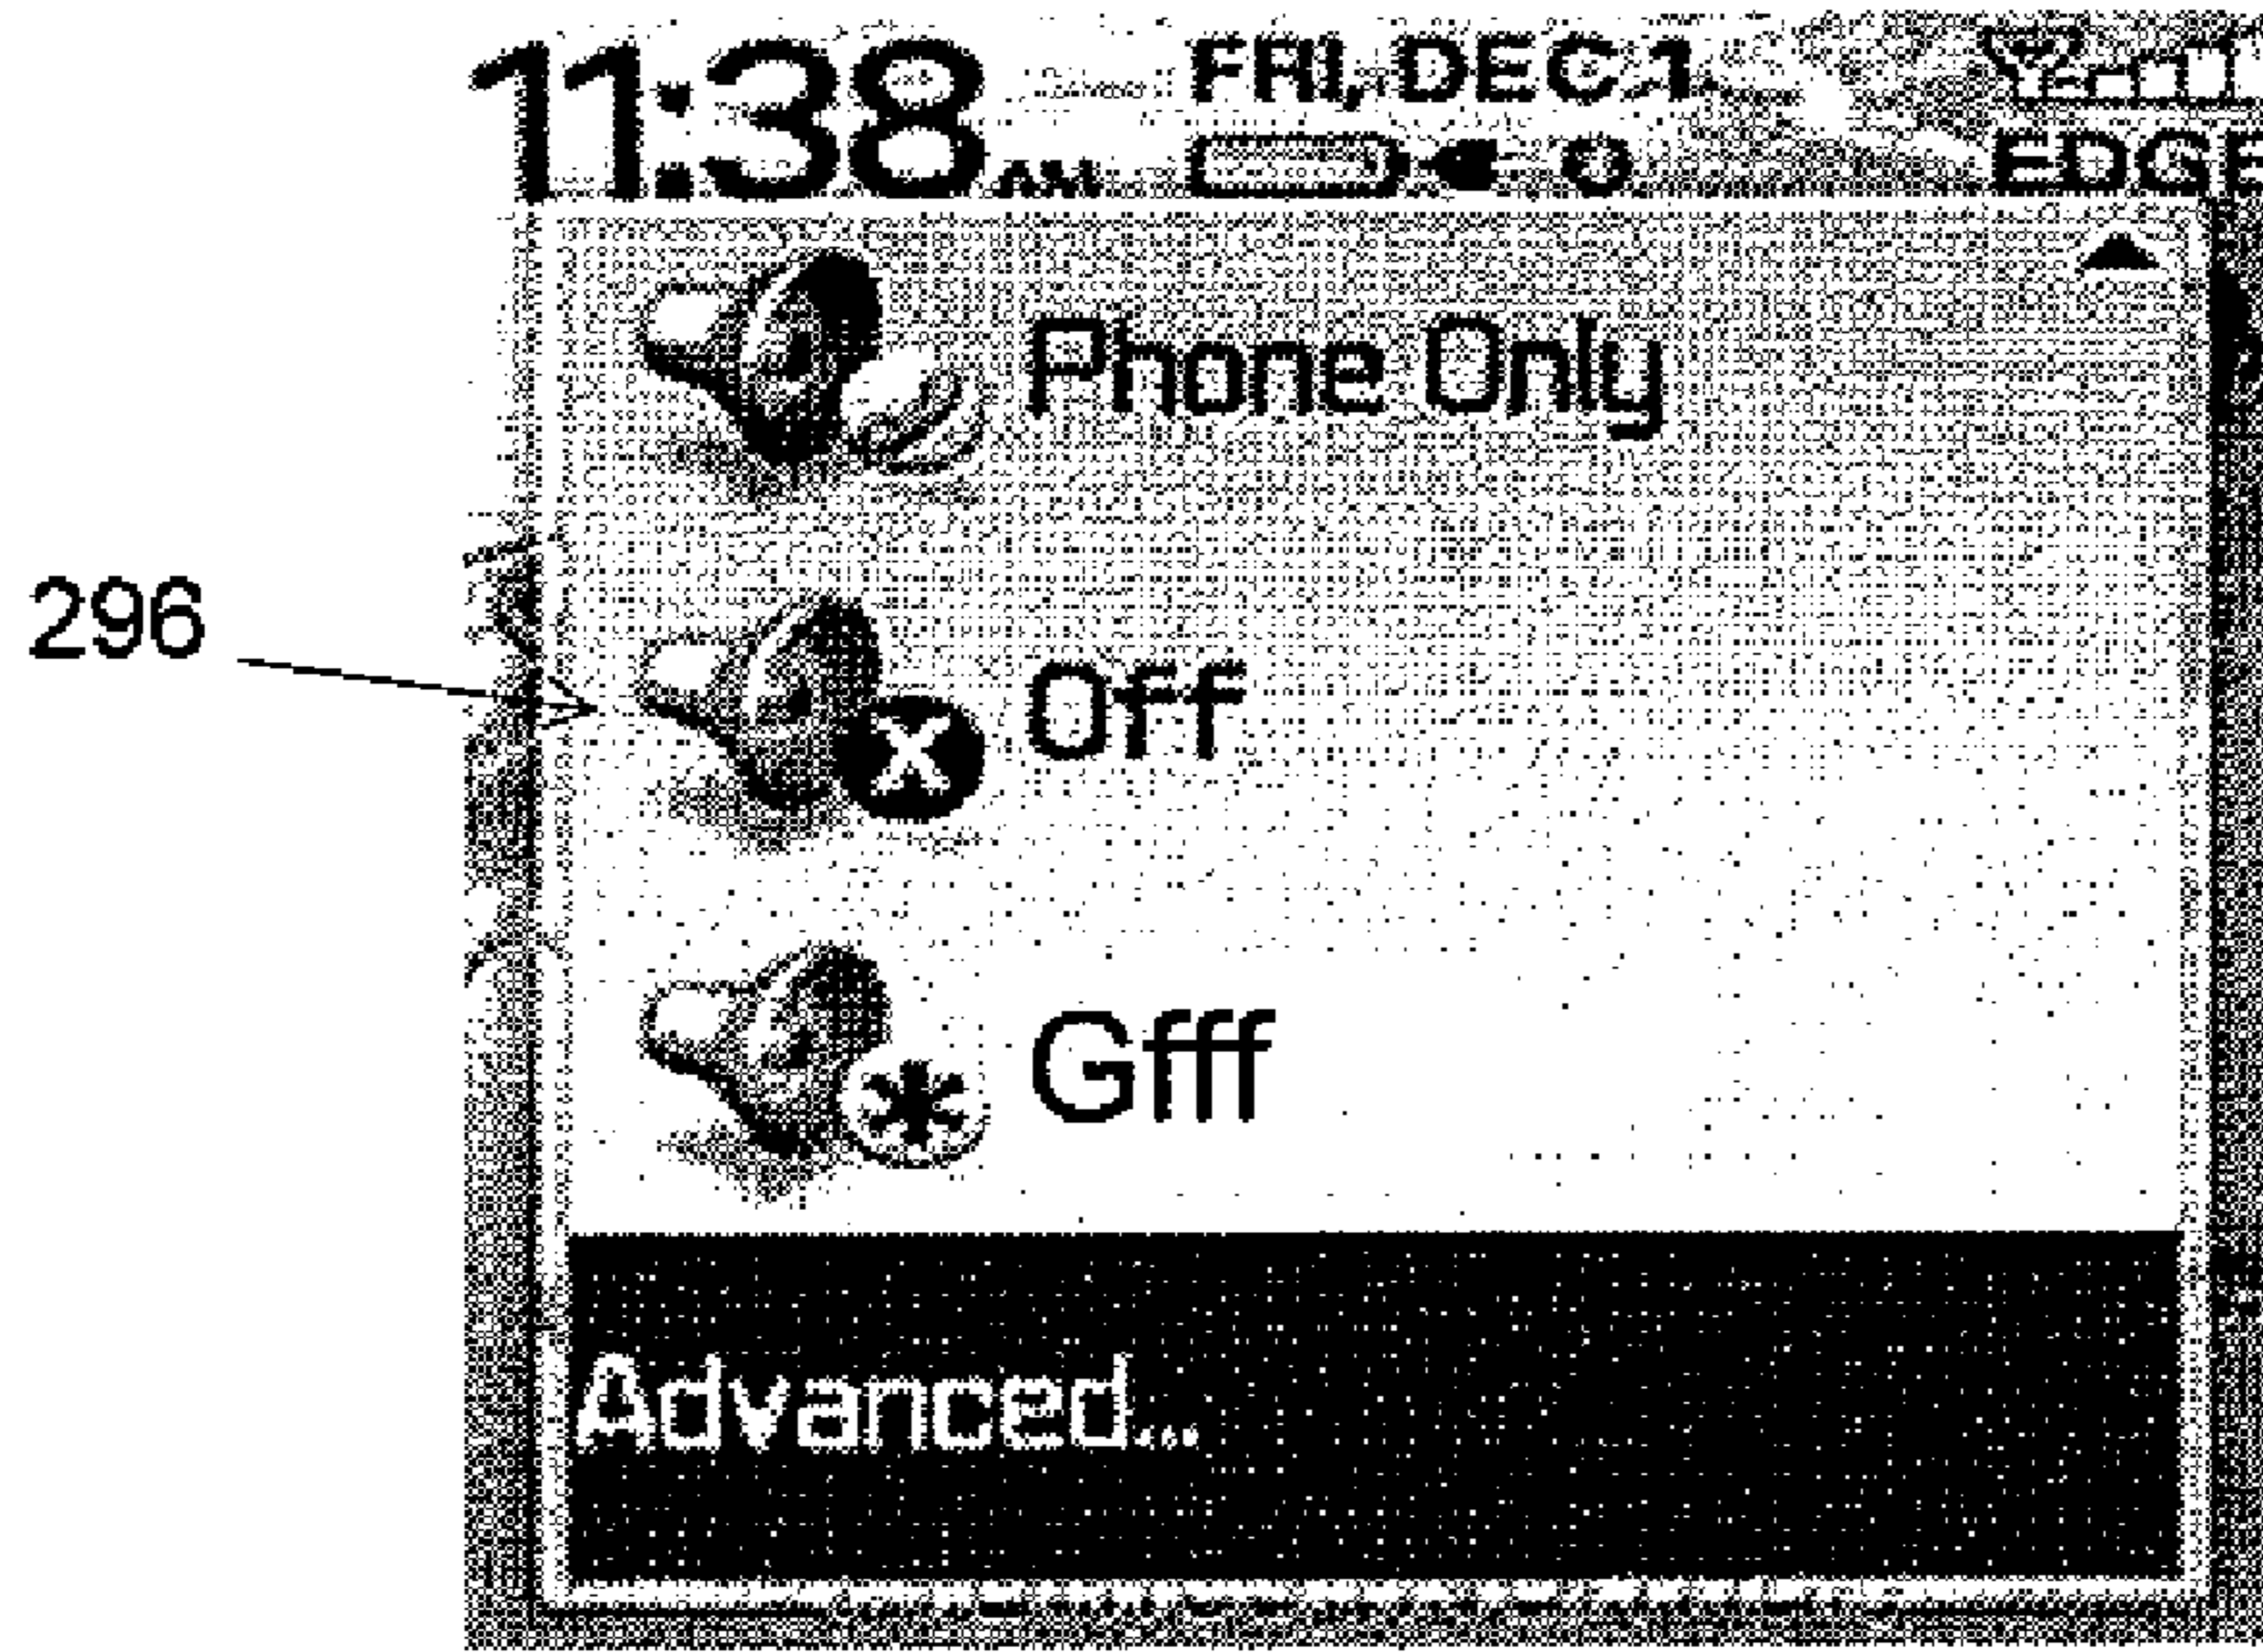 11:38 AM FRI, DEC 1
EDGE
Phone Only
296
Off
Gfff
Advanced...